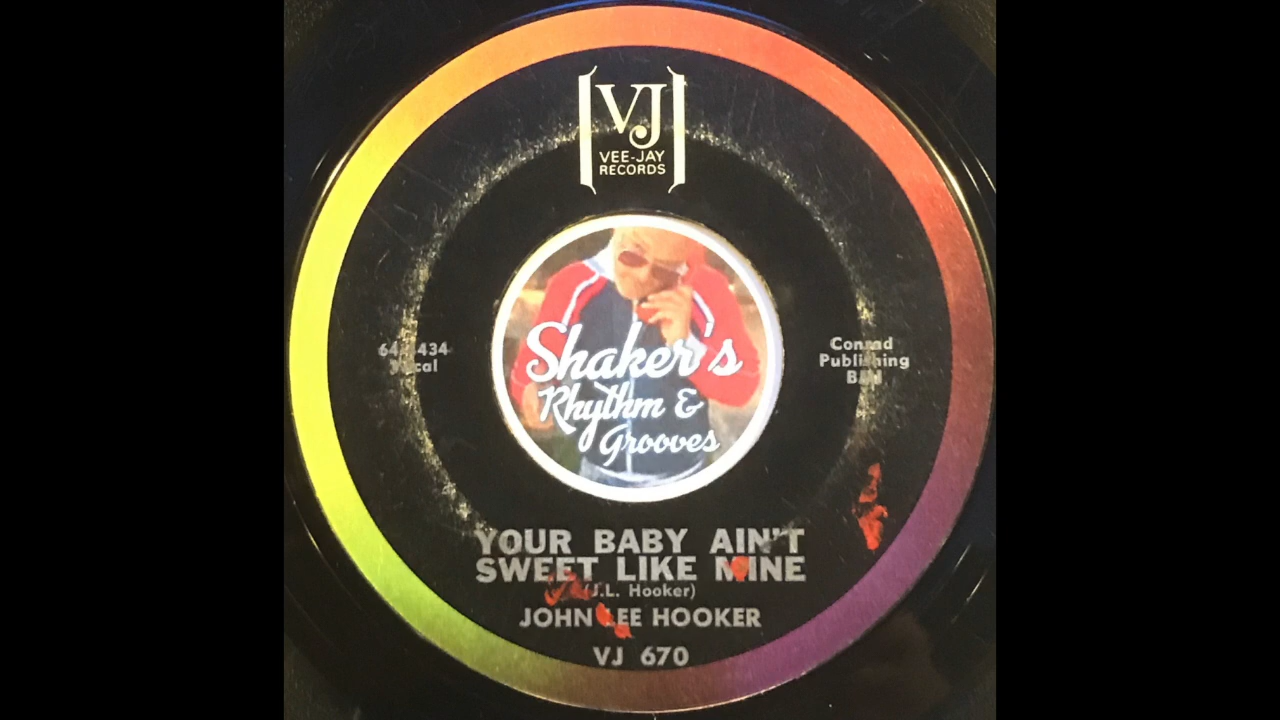 VJ
VEE-JAY
RECORDS
Shaker's
Rhythm &
Grooves
Publishing
YOUR BABY AIN'T
SWEET LIKE MINE
(J.L. Hooker)
JOHN LEE HOOKER
VJ 670